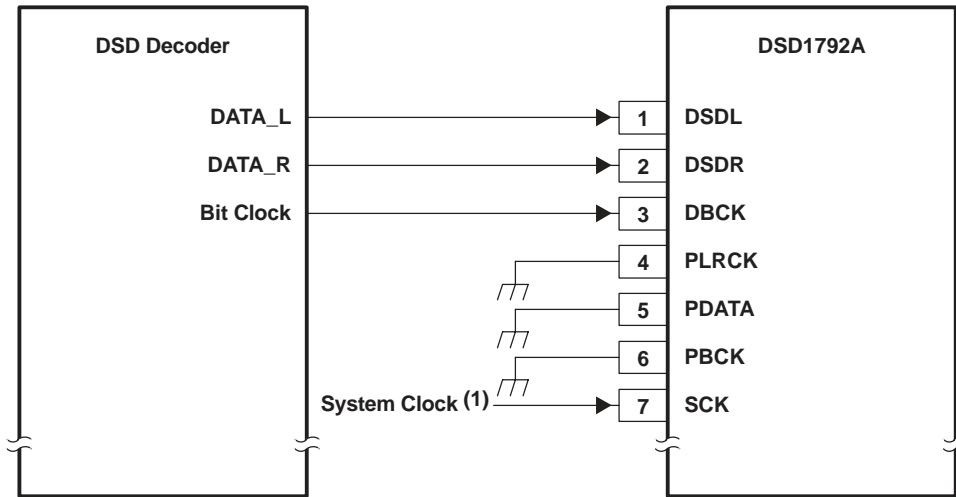 DSD Decoder
DSD1792A
DATA_L
1
DSDL
DATA_R
2
DSDR
Bit Clock
3
DBCK
4
PLRCK
5
PDATA
6
PBCK
System Clock (1)
7
SCK